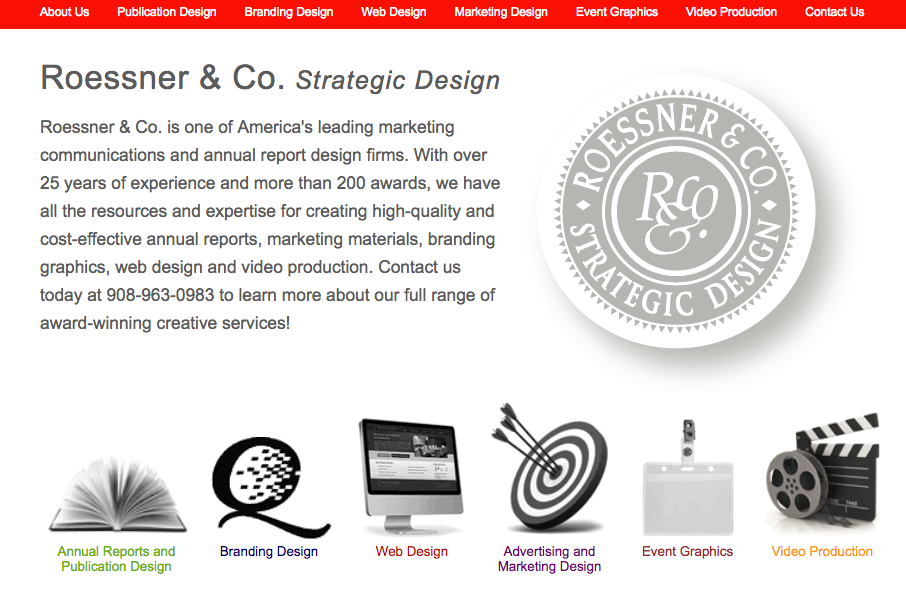 About Us Publication Design Branding Design Web Design Marketing Design Event Graphics Video Production Contact Us
Roessner & Co. Strategic Design
Roessner & Co. is one of America's leading marketing
communications and annual report design firms. With over
25 years of experience and more than 200 awards, we have
all the resources and expertise for creating high-quality and
cost-effective annual reports, marketing materials, branding
graphics, web design and video production. Contact us
today at 908-963-0983 to learn more about our full range of
award-winning creative services!
ROESSNER & CO.
R&co.
STRATEGIC DESIGN
Annual Reports and
Publication Design
Branding Design
Web Design
Advertising and
Marketing Design
Event Graphics
Video Production